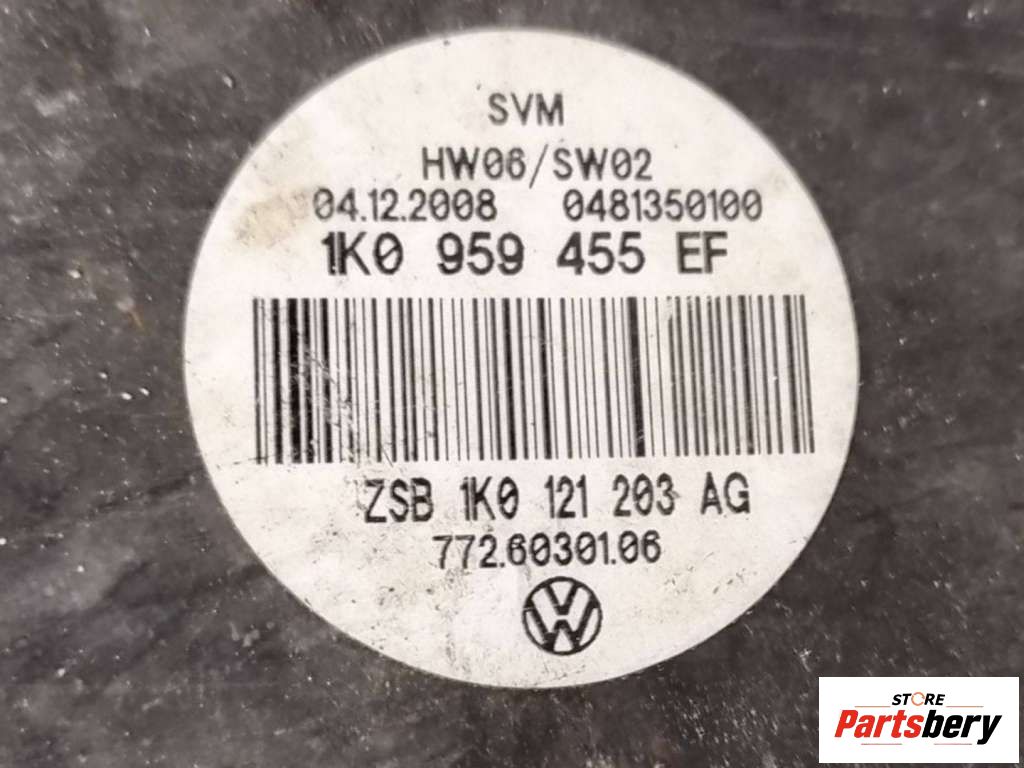 SVM
HW06/SW02
04.12.2008 0481350100
1K0 959 455 EF
ZSB 1K0 121 203 AG
772.60301.06
VW
STORE
Partsbery